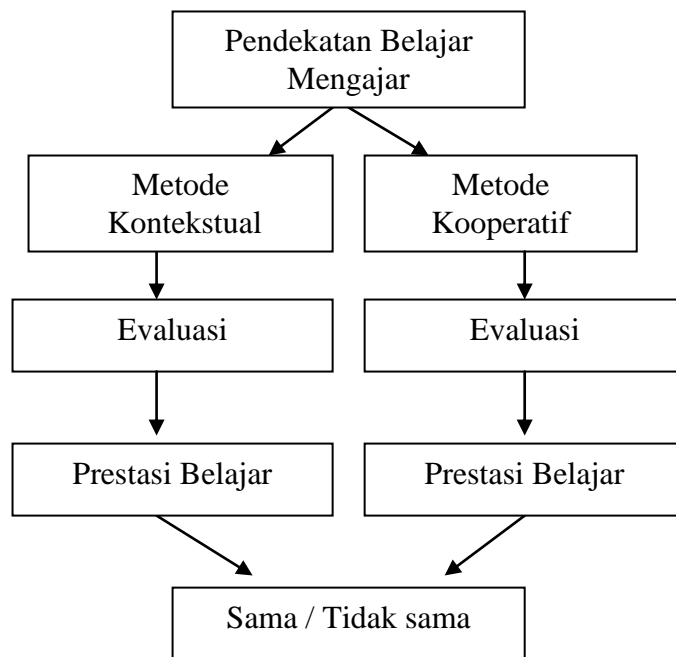 Pendekatan Belajar
Mengajar
Metode
Kontekstual
Metode
Kooperatif
Evaluasi
Evaluasi
Prestasi Belajar
Prestasi Belajar
Sama / Tidak sama